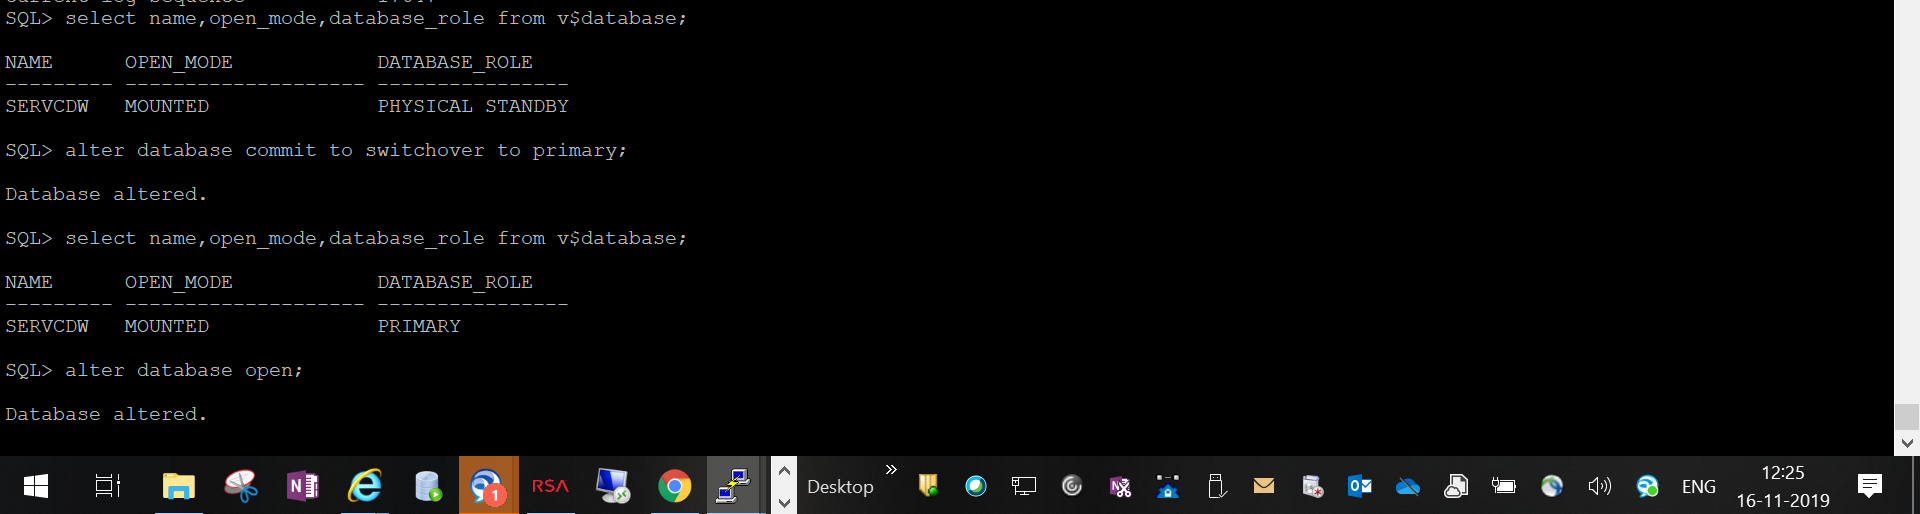 SQL> select name,open_mode,database_role from v$database;
NAME      OPEN_MODE            DATABASE_ROLE
--------- -------------------- ----------------
SERVCDW   MOUNTED              PHYSICAL STANDBY
SQL> alter database commit to switchover to primary;
Database altered.
SQL> select name,open_mode,database_role from v$database;
NAME      OPEN_MODE            DATABASE_ROLE
--------- -------------------- ----------------
SERVCDW   MOUNTED              PRIMARY
SQL> alter database open;
Database altered.
1
RSA
Desktop
»
ENG
12:25
16-11-2019